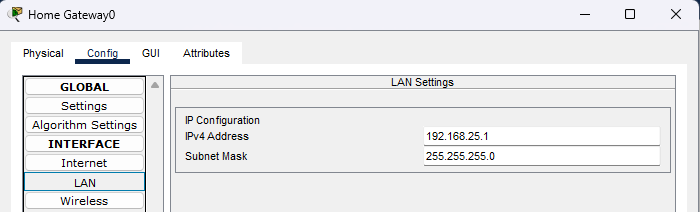 Home Gateway0
Physical Config GUI Attributes
GLOBAL
Settings
Algorithm Settings
INTERFACE
Internet
LAN
Wireless
LAN Settings
IP Configuration
IPv4 Address 192.168.25.1
Subnet Mask 255.255.255.0